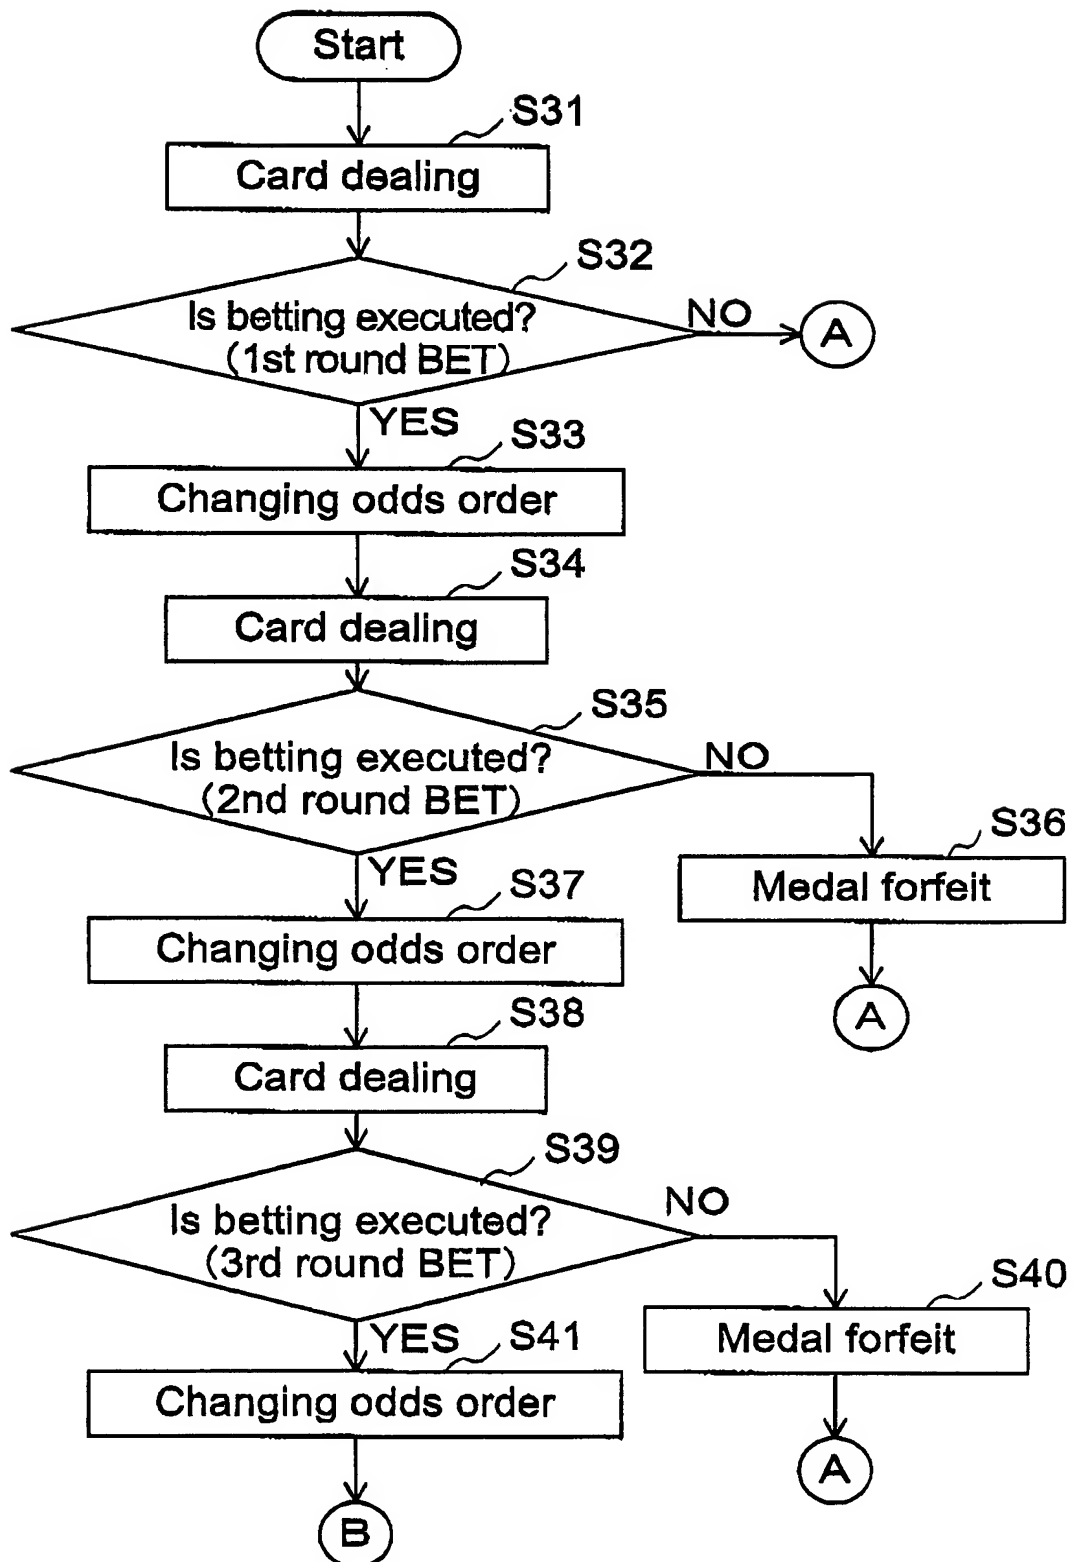 Start
S31
Card dealing
S32
Is betting executed?
(1st round BET)
NO
A
YES
S33
Changing odds order
S34
Card dealing
S35
Is betting executed?
(2nd round BET)
NO
S36
Medal forfeit
A
YES
S37
Changing odds order
S38
Card dealing
S39
Is betting executed?
(3rd round BET)
NO
S40
Medal forfeit
A
YES
S41
Changing odds order
B